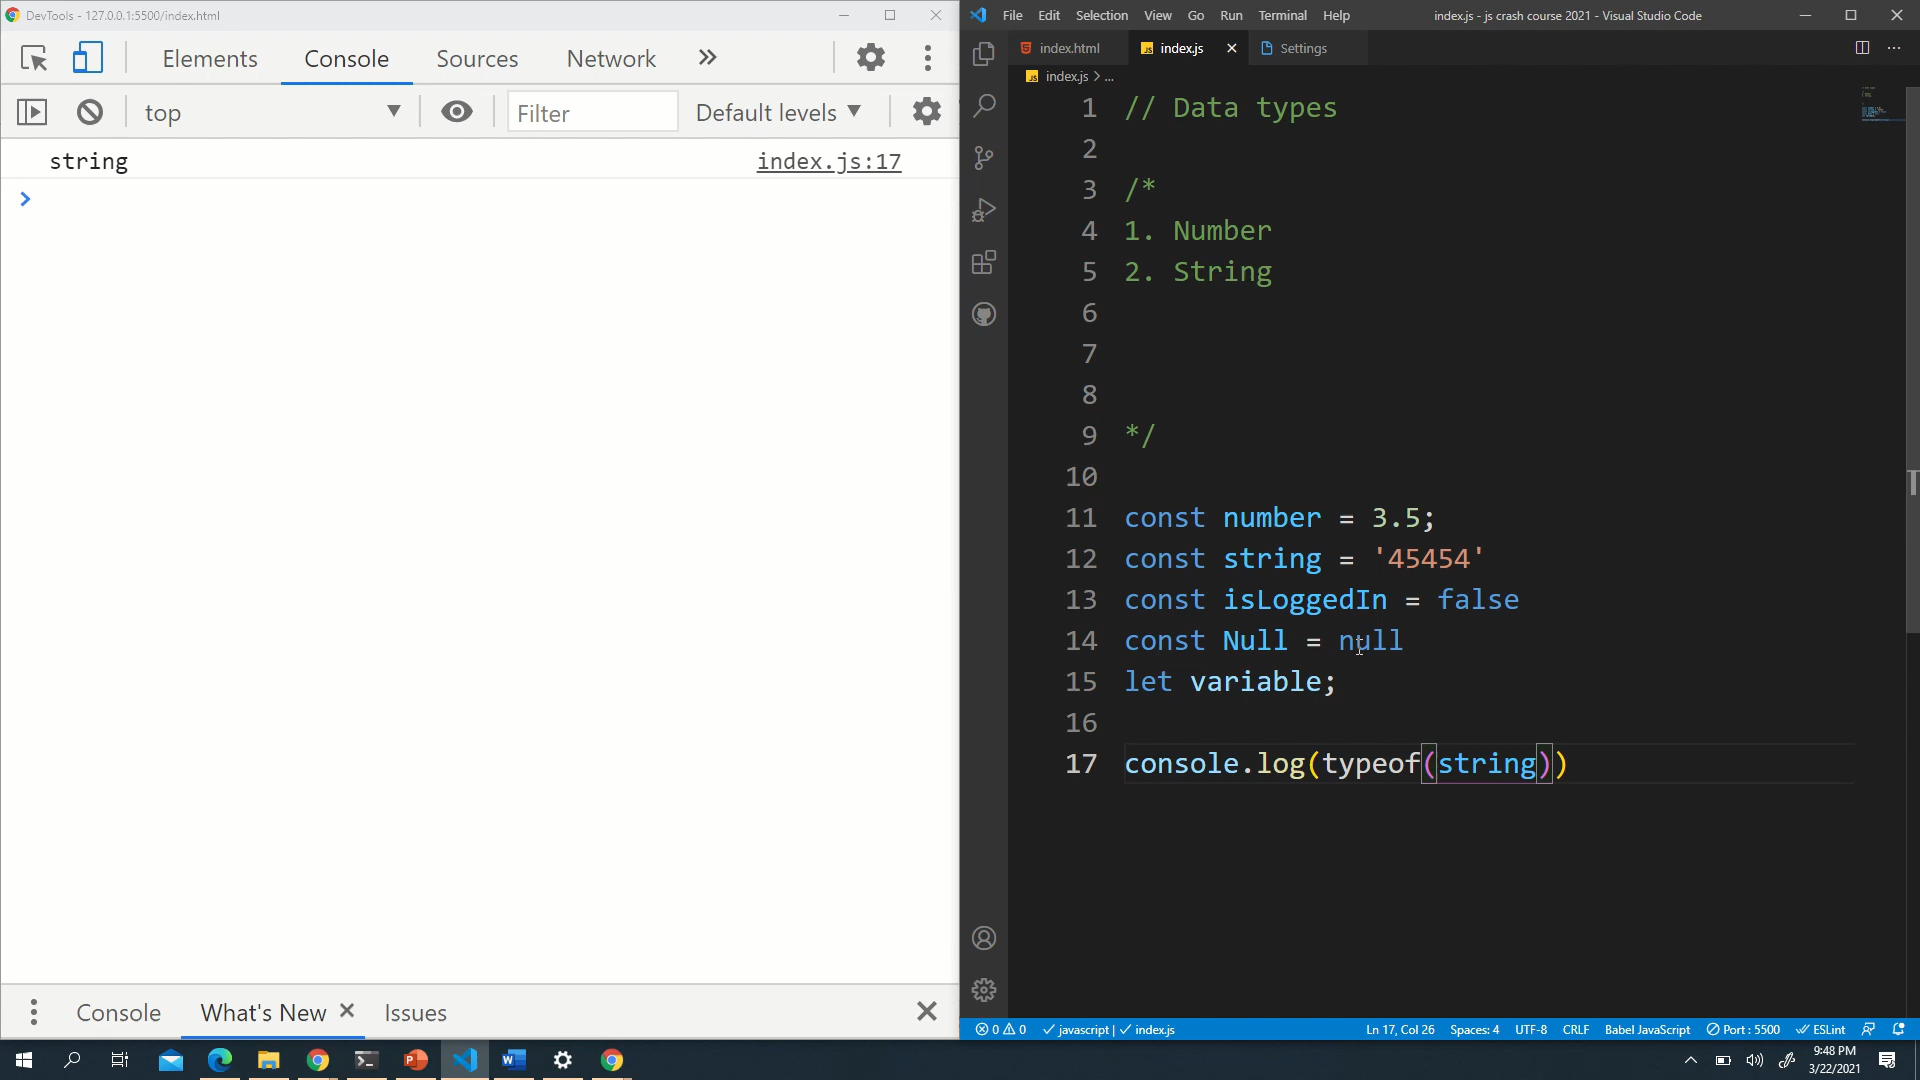 DevTools - 127.0.0.1:5500/index.html
Elements Console Sources Network
top Filter Default levels
string index.js:17
Console What's New Issues
File Edit Selection View Go Run Terminal Help index.js - js crash course 2021 - Visual Studio Code
index.html index.js Settings
index.js > ...
1 // Data types
2
3 /*
4 1. Number
5 2. String
6
7
8
9 */
10
11 const number = 3.5;
12 const string = '45454'
13 const isLoggedIn = false
14 const Null = null
15 let variable;
16
17 console.log(typeof(string))
0 0 javascript | index.js Ln 17, Col 26 Spaces: 4 UTF-8 CRLF Babel JavaScript Port : 5500 ESLint
9:48 PM
3/22/2021